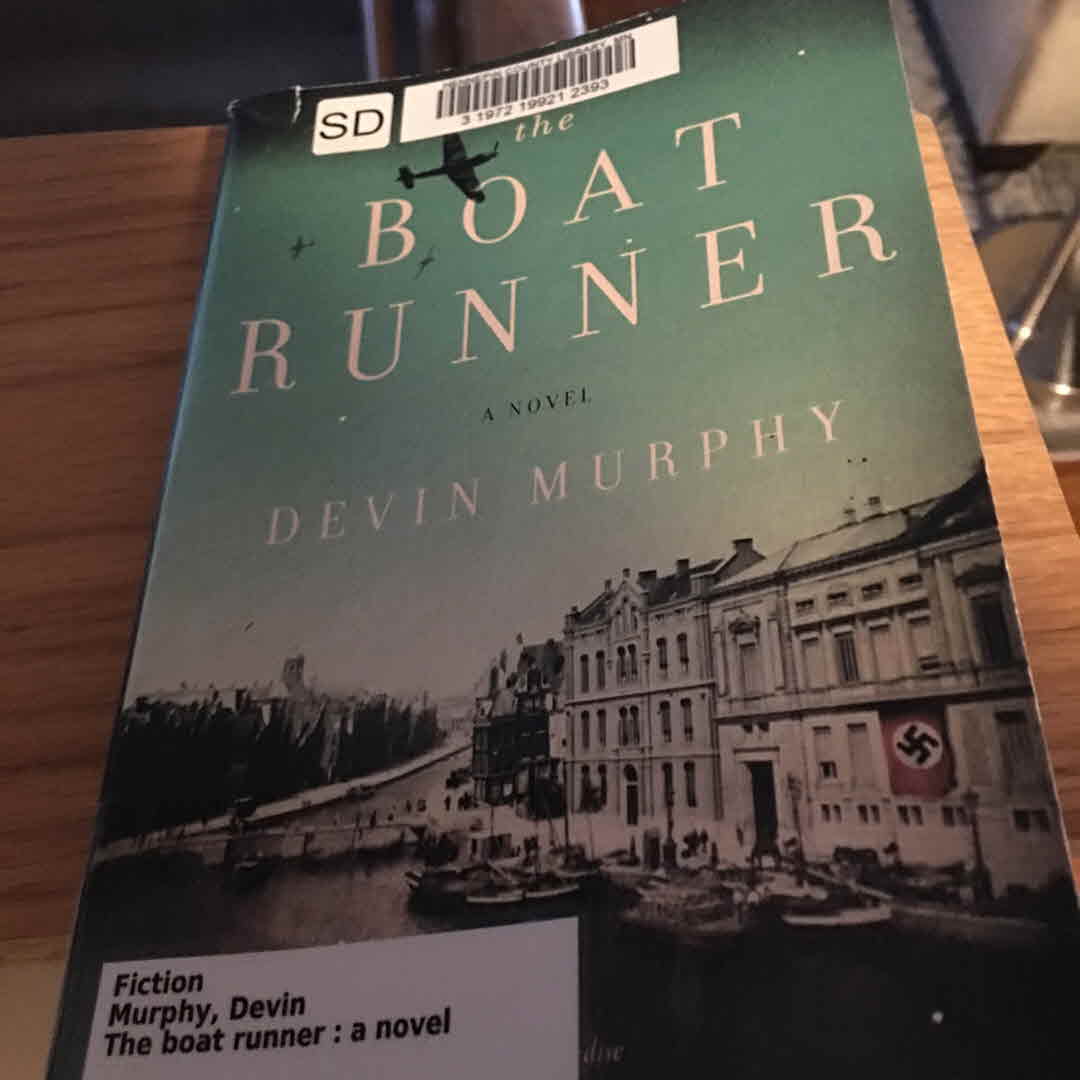 SD
3 1972 19921 2393
the
BOAT
RUNNER
A NOVEL
DEVIN MURPHY
Fiction
Murphy, Devin
The boat runner : a novel